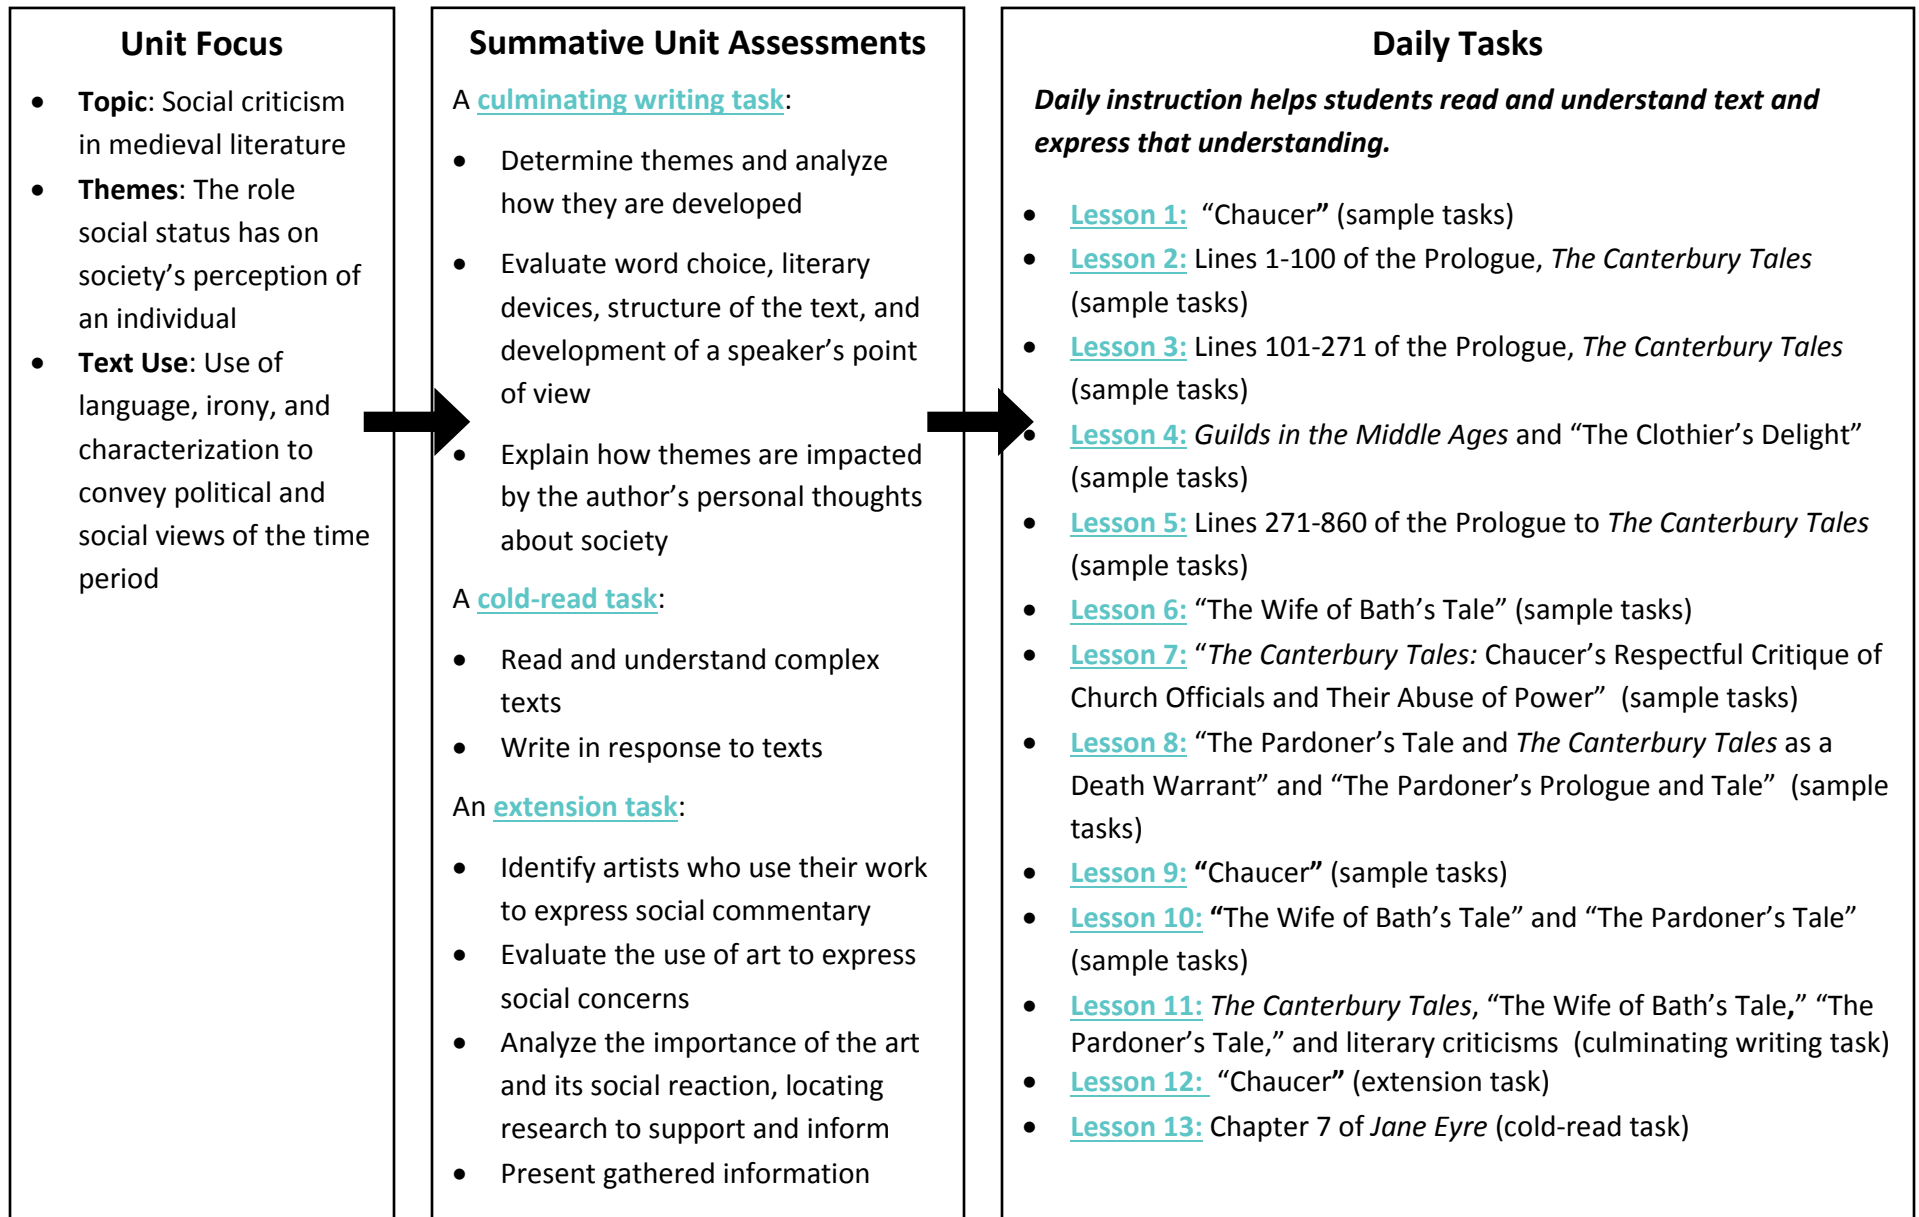 Unit Focus
• Topic: Social criticism
in medieval literature
• Themes: The role
social status has on
society’s perception of
an individual
• Text Use: Use of
language, irony, and
characterization to
convey political and
social views of the time
period
Summative Unit Assessments
A culminating writing task:
• Determine themes and analyze
how they are developed
• Evaluate word choice, literary
devices, structure of the text, and
development of a speaker’s point
of view
• Explain how themes are impacted
by the author’s personal thoughts
about society
A cold-read task:
• Read and understand complex
texts
• Write in response to texts
An extension task:
• Identify artists who use their work
to express social commentary
• Evaluate the use of art to express
social concerns
• Analyze the importance of the art
and its social reaction, locating
research to support and inform
• Present gathered information
Daily Tasks
Daily instruction helps students read and understand text and
express that understanding.
• Lesson 1: “Chaucer” (sample tasks)
• Lesson 2: Lines 1-100 of the Prologue, The Canterbury Tales
(sample tasks)
• Lesson 3: Lines 101-271 of the Prologue, The Canterbury Tales
(sample tasks)
• Lesson 4: Guilds in the Middle Ages and “The Clothier’s Delight”
(sample tasks)
• Lesson 5: Lines 271-860 of the Prologue to The Canterbury Tales
(sample tasks)
• Lesson 6: “The Wife of Bath’s Tale” (sample tasks)
• Lesson 7: “The Canterbury Tales: Chaucer’s Respectful Critique of
Church Officials and Their Abuse of Power” (sample tasks)
• Lesson 8: “The Pardoner’s Tale and The Canterbury Tales as a
Death Warrant” and “The Pardoner’s Prologue and Tale” (sample
tasks)
• Lesson 9: “Chaucer” (sample tasks)
• Lesson 10: “The Wife of Bath’s Tale” and “The Pardoner’s Tale”
(sample tasks)
• Lesson 11: The Canterbury Tales, “The Wife of Bath’s Tale,” “The
Pardoner’s Tale,” and literary criticisms (culminating writing task)
• Lesson 12: “Chaucer” (extension task)
• Lesson 13: Chapter 7 of Jane Eyre (cold-read task)